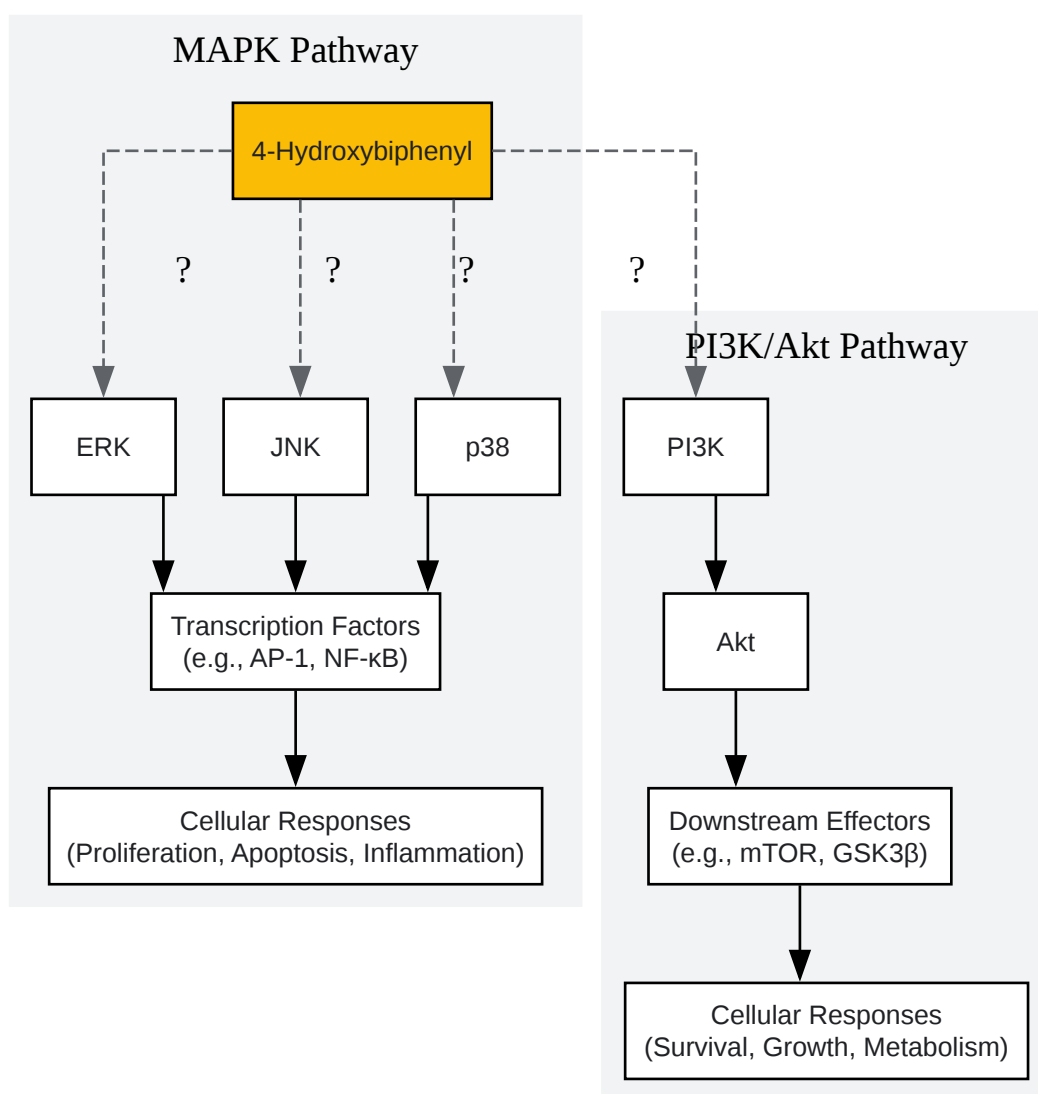 MAPK Pathway
4-Hydroxybiphenyl
?
?
?
?
PI3K/Akt Pathway
ERK
JNK
p38
PI3K
Transcription Factors
(e.g., AP-1, NF-κB)
Akt
Cellular Responses
(Proliferation, Apoptosis, Inflammation)
Downstream Effectors
(e.g., mTOR, GSK3β)
Cellular Responses
(Survival, Growth, Metabolism)